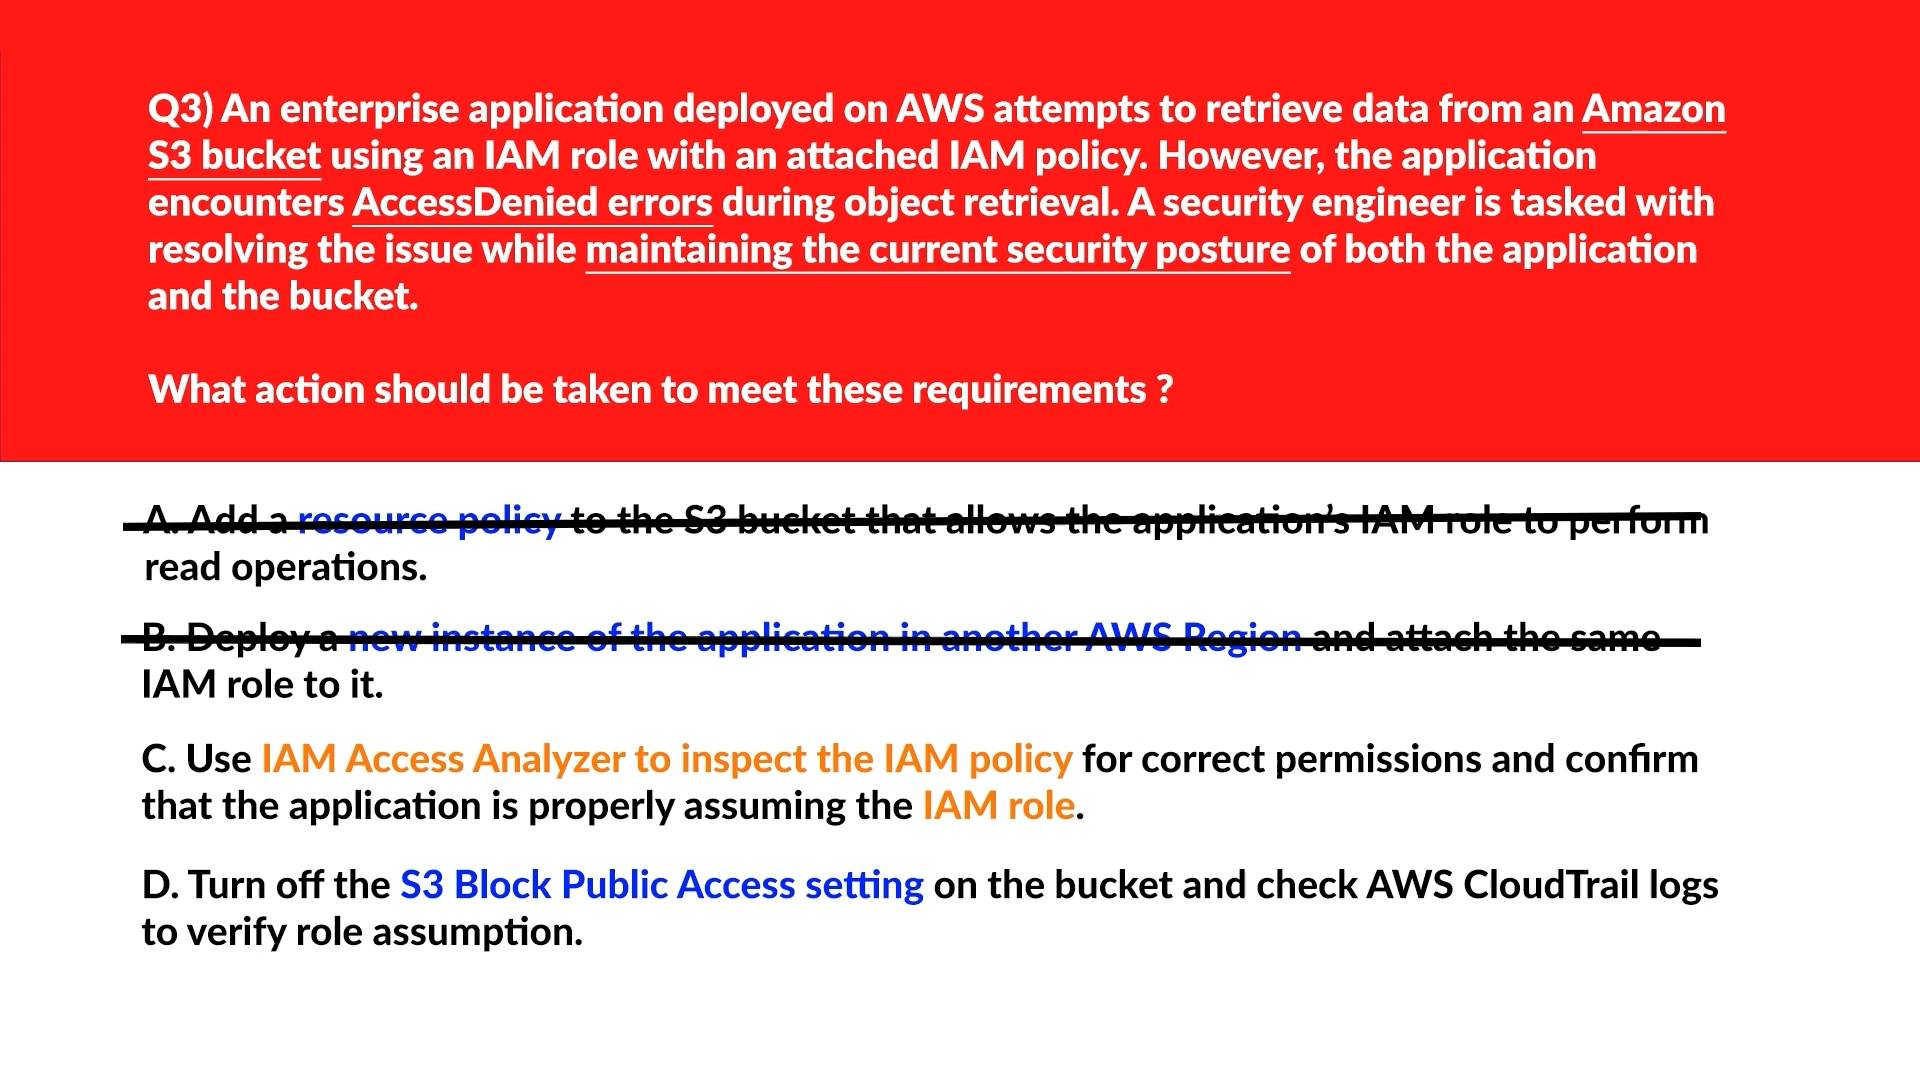 Q3) An enterprise application deployed on AWS attempts to retrieve data from an Amazon
S3 bucket using an IAM role with an attached IAM policy. However, the application
encounters AccessDenied errors during object retrieval. A security engineer is tasked with
resolving the issue while maintaining the current security posture of both the application
and the bucket.
What action should be taken to meet these requirements ?
A. Add a resource policy to the S3 bucket that allows the application’s IAM role to perform
read operations.
B. Deploy a new instance of the application in another AWS Region and attach the same
IAM role to it.
C. Use IAM Access Analyzer to inspect the IAM policy for correct permissions and confirm
that the application is properly assuming the IAM role.
D. Turn off the S3 Block Public Access setting on the bucket and check AWS CloudTrail logs
to verify role assumption.